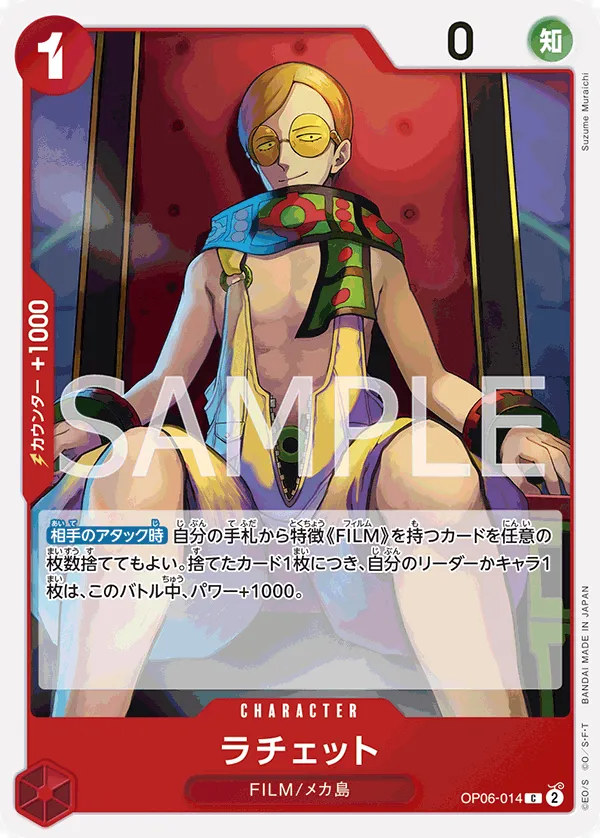 1
0
知
Suzume Muraichi
カウンター +1000
SAMPLE
相手のアタック時 自分の手札から特徴《FILM》を持つカードを任意の
枚数捨ててもよい。捨てたカード1枚につき、自分のリーダーかキャラ1
枚は、このバトル中、パワー+1000。
CHARACTER
ラチェット
FILM/メカ島
OP06-014 C 2
©E.O/S ©O/S・F・T BANDAI MADE IN JAPAN